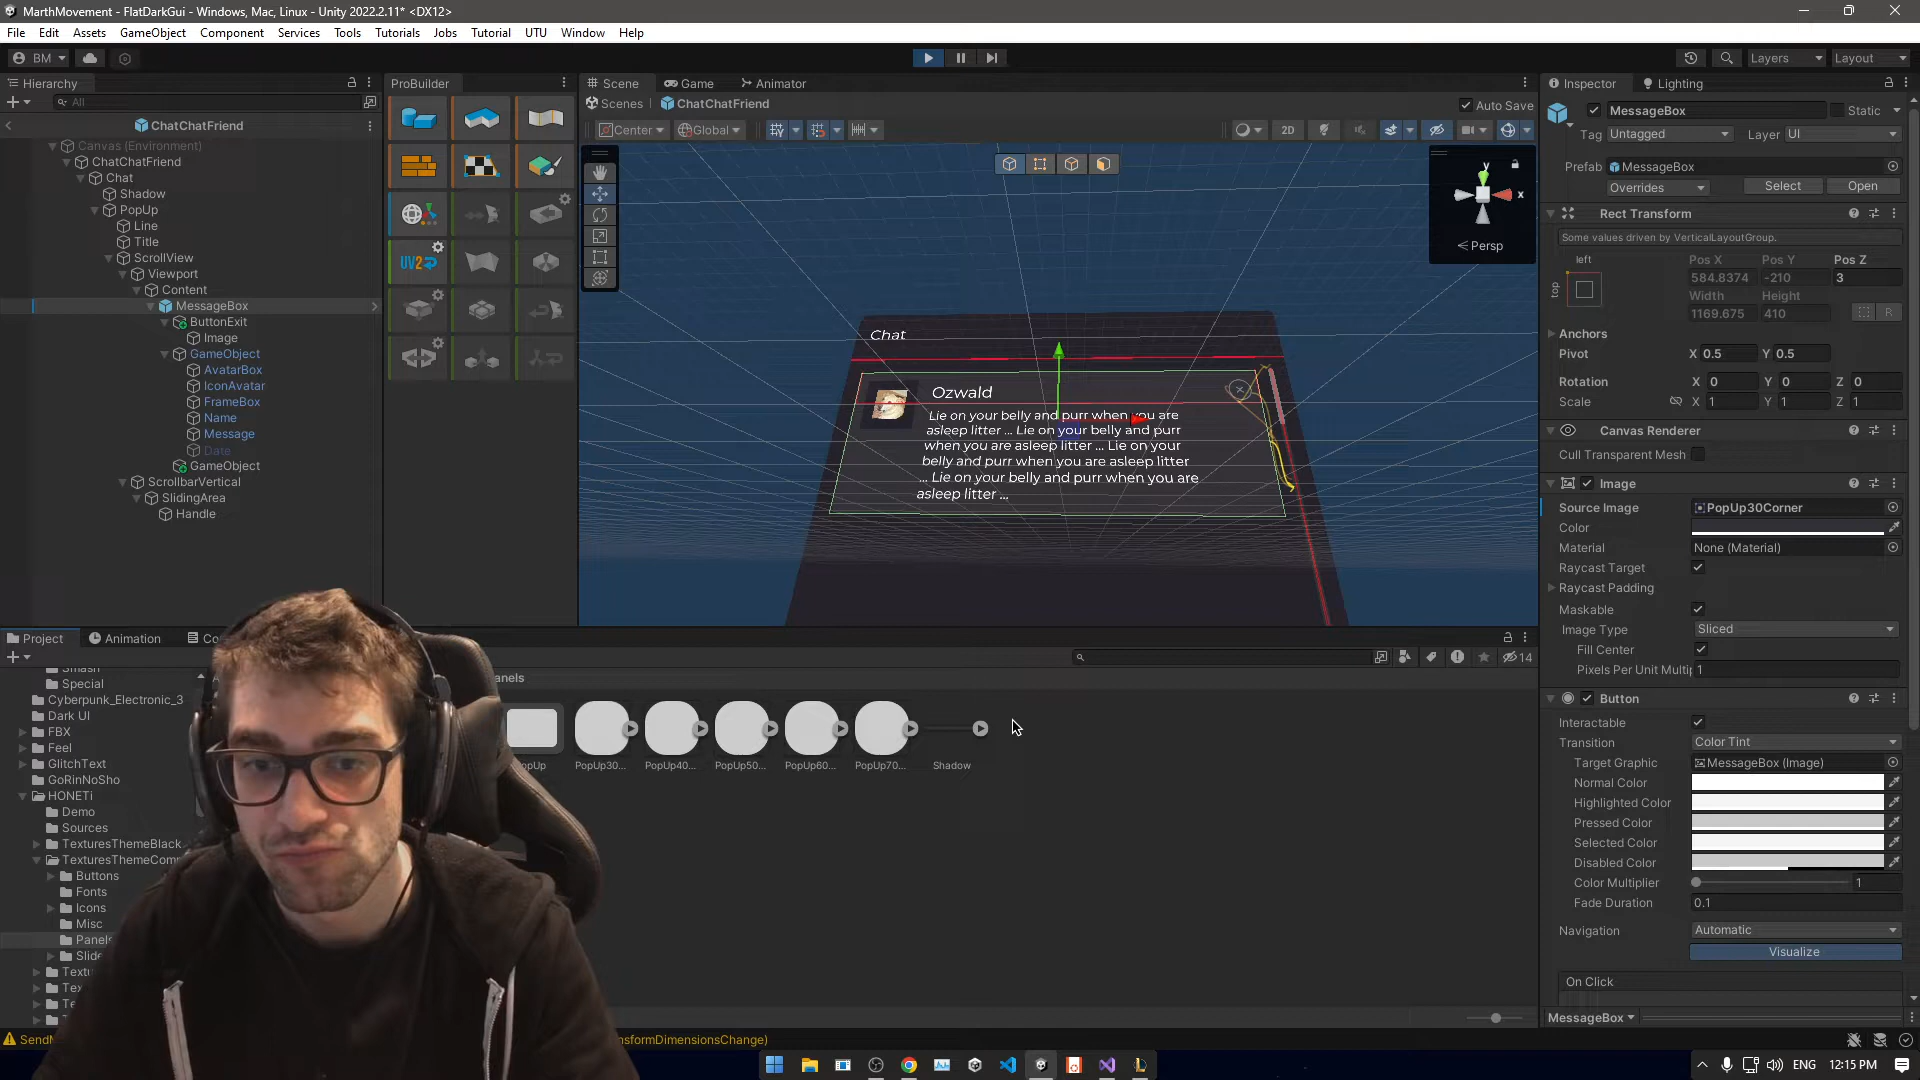 MarthMovement - FlatDarkGui - Windows, Mac, Linux - Unity 2022.2.11* <DX12>
File Edit Assets GameObject Component Services Tools Tutorials Jobs Tutorial UTU Window Help
BM Layers Layout
Hierarchy
All
ChatChatFriend
Canvas (Environment)
ChatChatFriend
Chat
Shadow
PopUp
Line
Title
ScrollView
Viewport
Content
MessageBox
ButtonExit
Image
GameObject
AvatarBox
IconAvatar
FrameBox
Name
Message
Date
GameObject
ScrollbarVertical
SlidingArea
Handle
ProBuilder
UV2
Scene Game Animator
Scenes ChatChatFriend Auto Save
Center Global 2D
y
x
Persp
Chat
Ozwald
Lie on your belly and purr when you are
asleep litter ... Lie on your belly and purr
when you are asleep litter ... Lie on your
belly and purr when you are asleep litter
... Lie on your belly and purr when you are
asleep litter ...
Inspector Lighting
MessageBox Static
Tag Untagged Layer UI
Prefab MessageBox
Overrides Select Open
Rect Transform
Some values driven by VerticalLayoutGroup.
left Pos X Pos Y Pos Z
top 584.8374 -210 3
Width Height
1169.675 410 R
Anchors
Pivot X 0.5 Y 0.5
Rotation X 0 Y 0 Z 0
Scale X 1 Y 1 Z 1
Canvas Renderer
Cull Transparent Mesh
Image
Source Image PopUp30Corner
Color
Material None (Material)
Raycast Target
Raycast Padding
Maskable
Image Type Sliced
Fill Center
Pixels Per Unit Multi 1
Button
Interactable
Transition Color Tint
Target Graphic MessageBox (Image)
Normal Color
Highlighted Color
Pressed Color
Selected Color
Disabled Color
Color Multiplier 1
Fade Duration 0.1
Navigation Automatic
Visualize
On Click
MessageBox
Project Animation Co
14
Smash
Special
Cyberpunk_Electronic_3
Dark UI
FBX
Feel
GlitchText
GoRinNoSho
HONETi
Demo
Sources
TexturesThemeBlack
TexturesThemeComm
Buttons
Fonts
Icons
Misc
Panels
Slide
Textu
Te
Te
T
anels
opUp PopUp30... PopUp40... PopUp50... PopUp60... PopUp70... Shadow
SendM nsformDimensionsChange)
ENG 12:15 PM